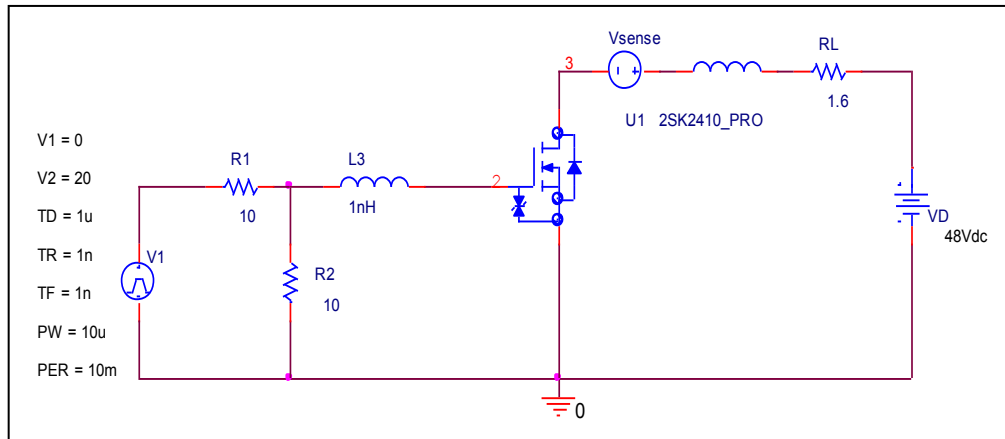 Vsense
RL
3
1.6
U1 2SK2410_PRO
V1 = 0
V2 = 20
TD = 1u
TR = 1n
TF = 1n
PW = 10u
PER = 10m
R1
10
L3
1nH
2
V1
R2
10
VD
48Vdc
0